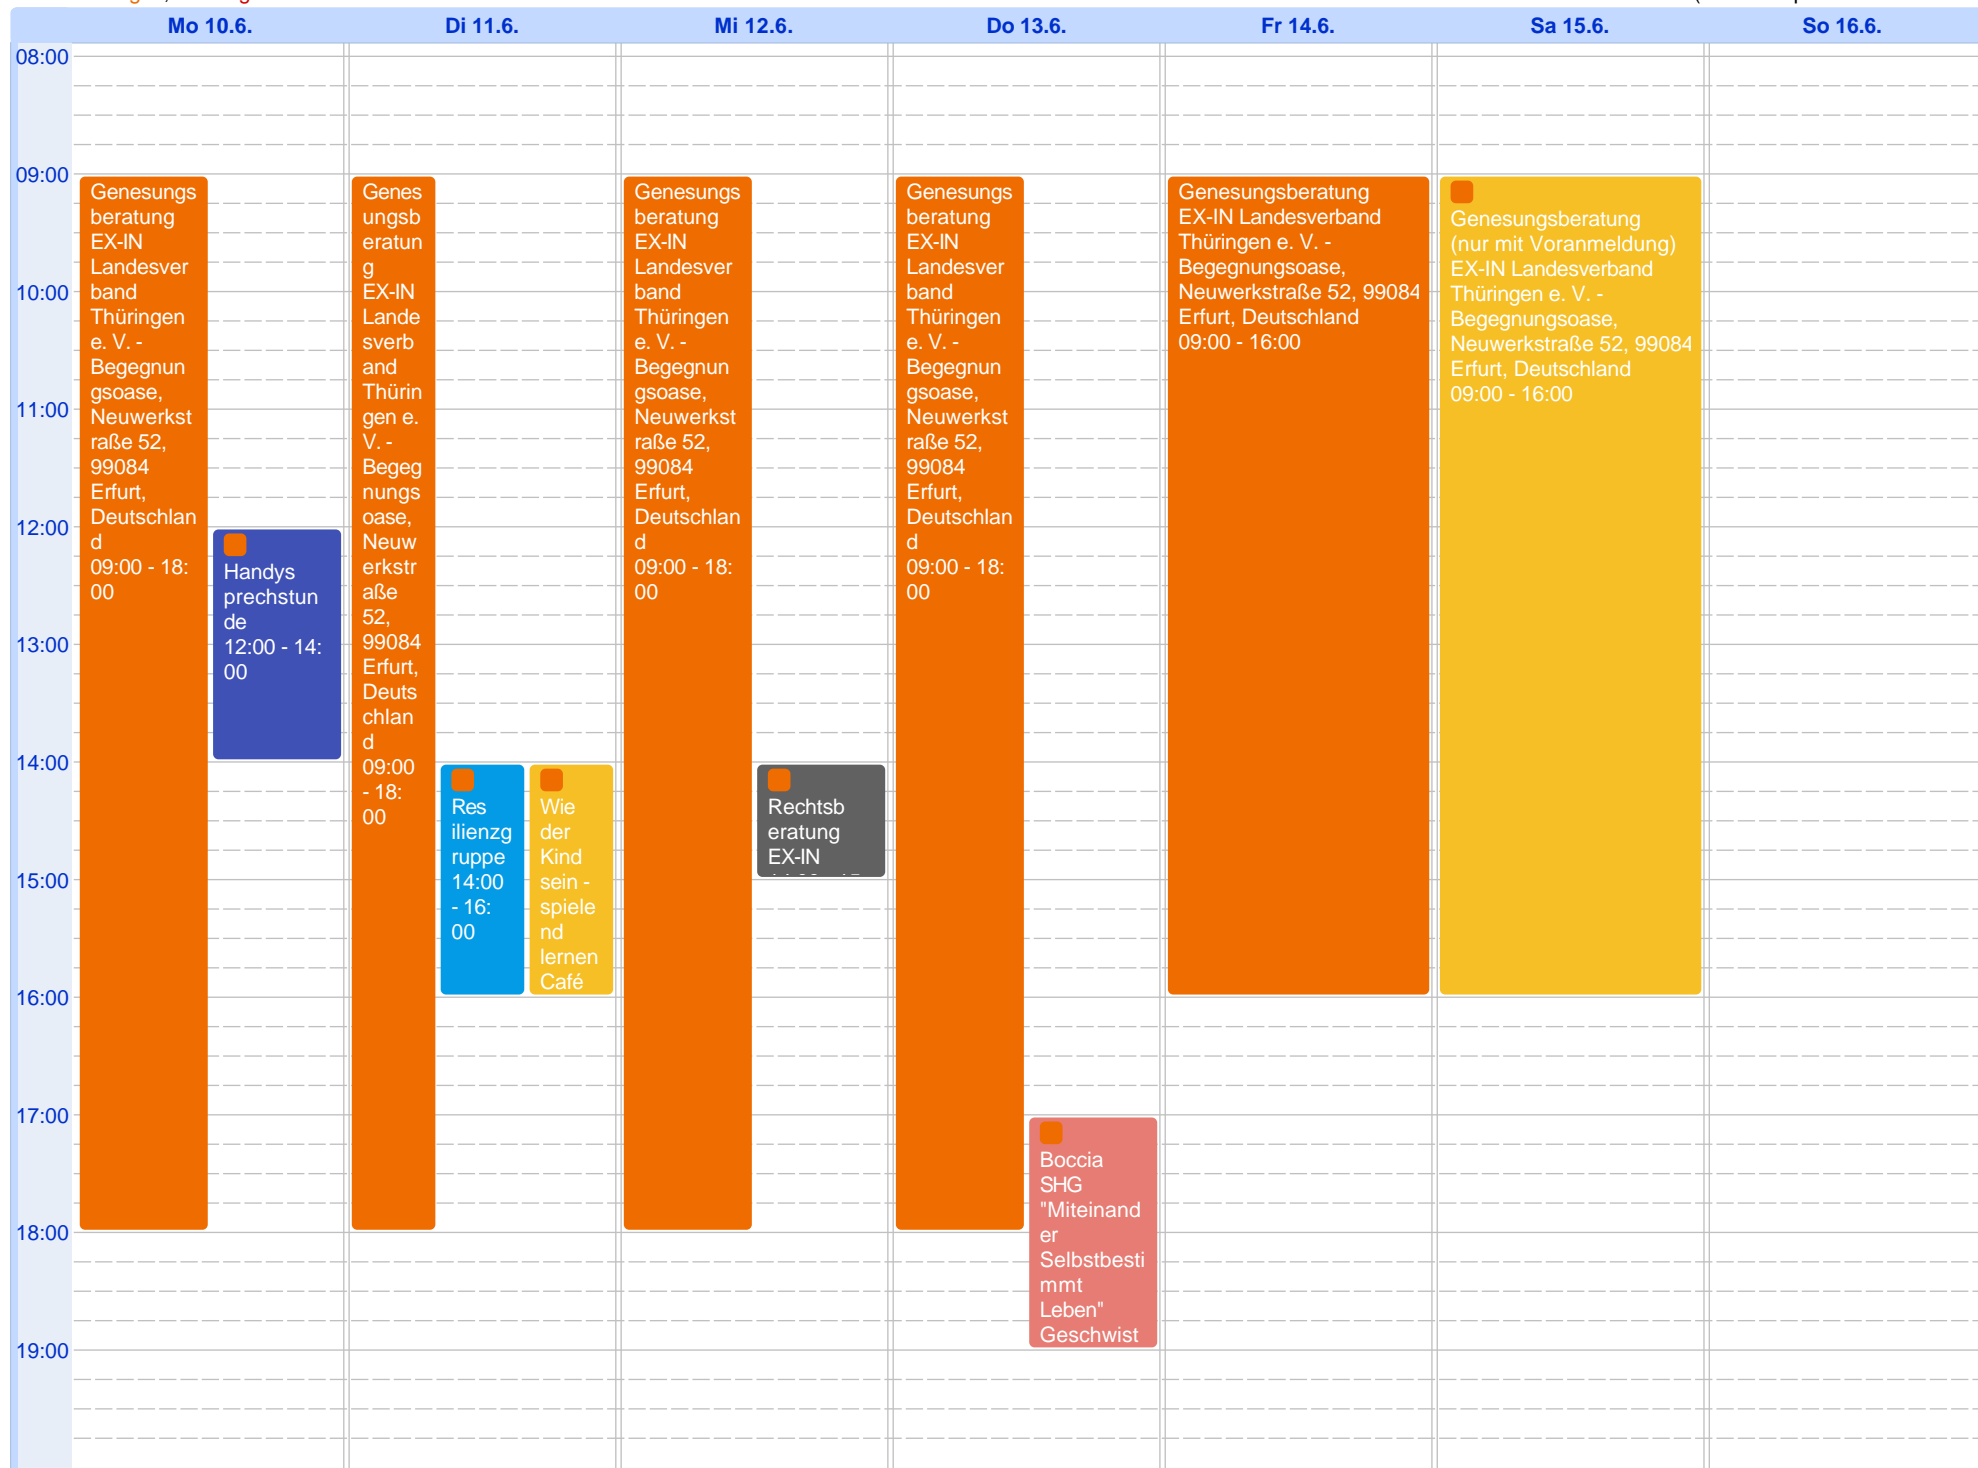 Mo 10.6.
Di 11.6.
Mi 12.6.
Do 13.6.
Fr 14.6.
Sa 15.6.
So 16.6.
08:00
09:00
10:00
11:00
12:00
13:00
14:00
15:00
16:00
17:00
18:00
19:00
Genesungs
beratung
EX-IN
Landesver
band
Thüringen
e. V. -
Begegnun
gsoase,
Neuwerkst
raße 52,
99084
Erfurt,
Deutschlan
d
09:00 - 18:
00
Handys
prechstun
de
12:00 - 14:
00
Genes
ungsb
eratun
g
EX-IN
Lande
sverb
and
Thürin
gen e.
V. -
Begeg
nungs
oase,
Neuw
erkstr
aße
52,
99084
Erfurt,
Deuts
chlan
d
09:00
- 18:
00
Res
ilienzg
ruppe
14:00
- 16:
00
Wie
der
Kind
sein -
spiele
nd
lernen
Café
Genesungs
beratung
EX-IN
Landesver
band
Thüringen
e. V. -
Begegnun
gsoase,
Neuwerkst
raße 52,
99084
Erfurt,
Deutschlan
d
09:00 - 18:
00
Rechtsb
eratung
EX-IN
Genesungs
beratung
EX-IN
Landesver
band
Thüringen
e. V. -
Begegnun
gsoase,
Neuwerkst
raße 52,
99084
Erfurt,
Deutschlan
d
09:00 - 18:
00
Boccia
SHG
"Miteinand
er
Selbstbesti
mmt
Leben"
Geschwist
Genesungsberatung
EX-IN Landesverband
Thüringen e. V. -
Begegnungsoase,
Neuwerkstraße 52, 99084
Erfurt, Deutschland
09:00 - 16:00
Genesungsberatung
(nur mit Voranmeldung)
EX-IN Landesverband
Thüringen e. V. -
Begegnungsoase,
Neuwerkstraße 52, 99084
Erfurt, Deutschland
09:00 - 16:00